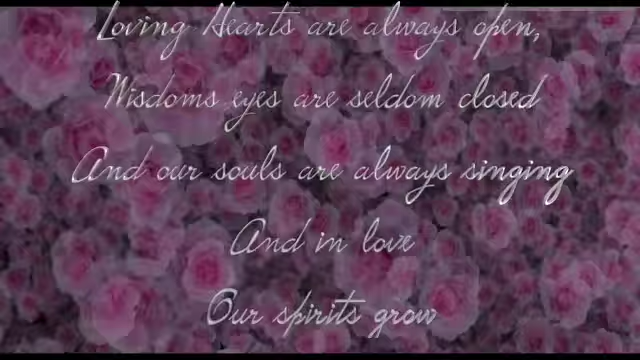 Loving Hearts are always open,
Wisdoms eyes are seldom closed
And our souls are always singing
And in love
Our spirits grow